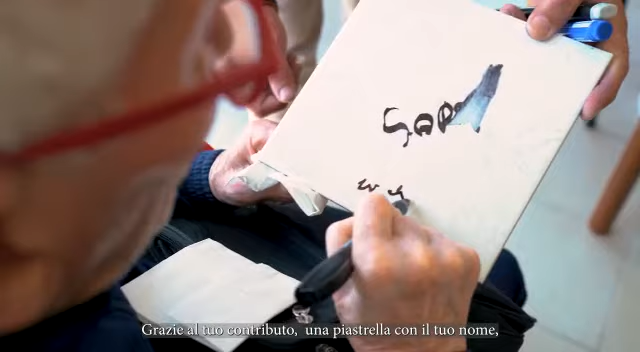 Grazie al tuo contributo, una piastrella con il tuo nome,